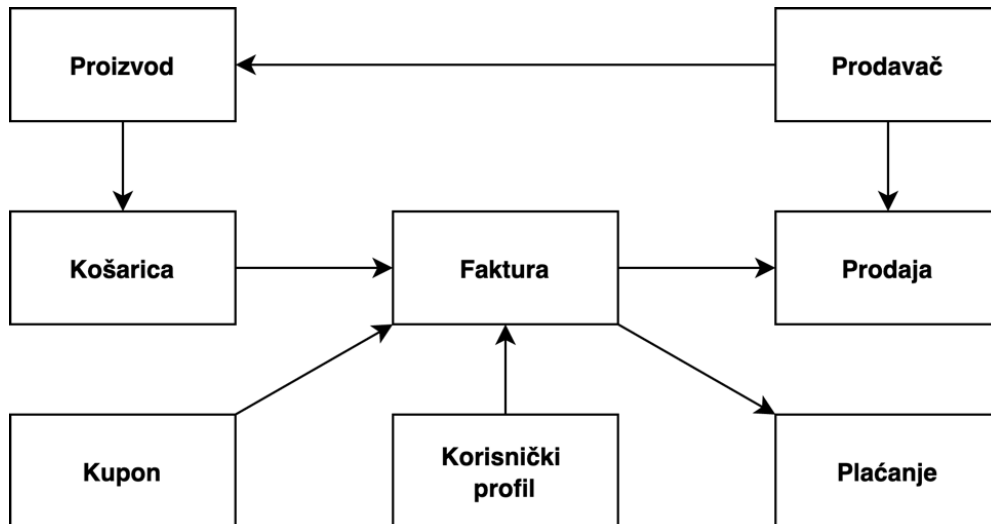 Proizvod
Prodavač
Košarica
Faktura
Prodaja
Kupon
Korisnički
profil
Plaćanje